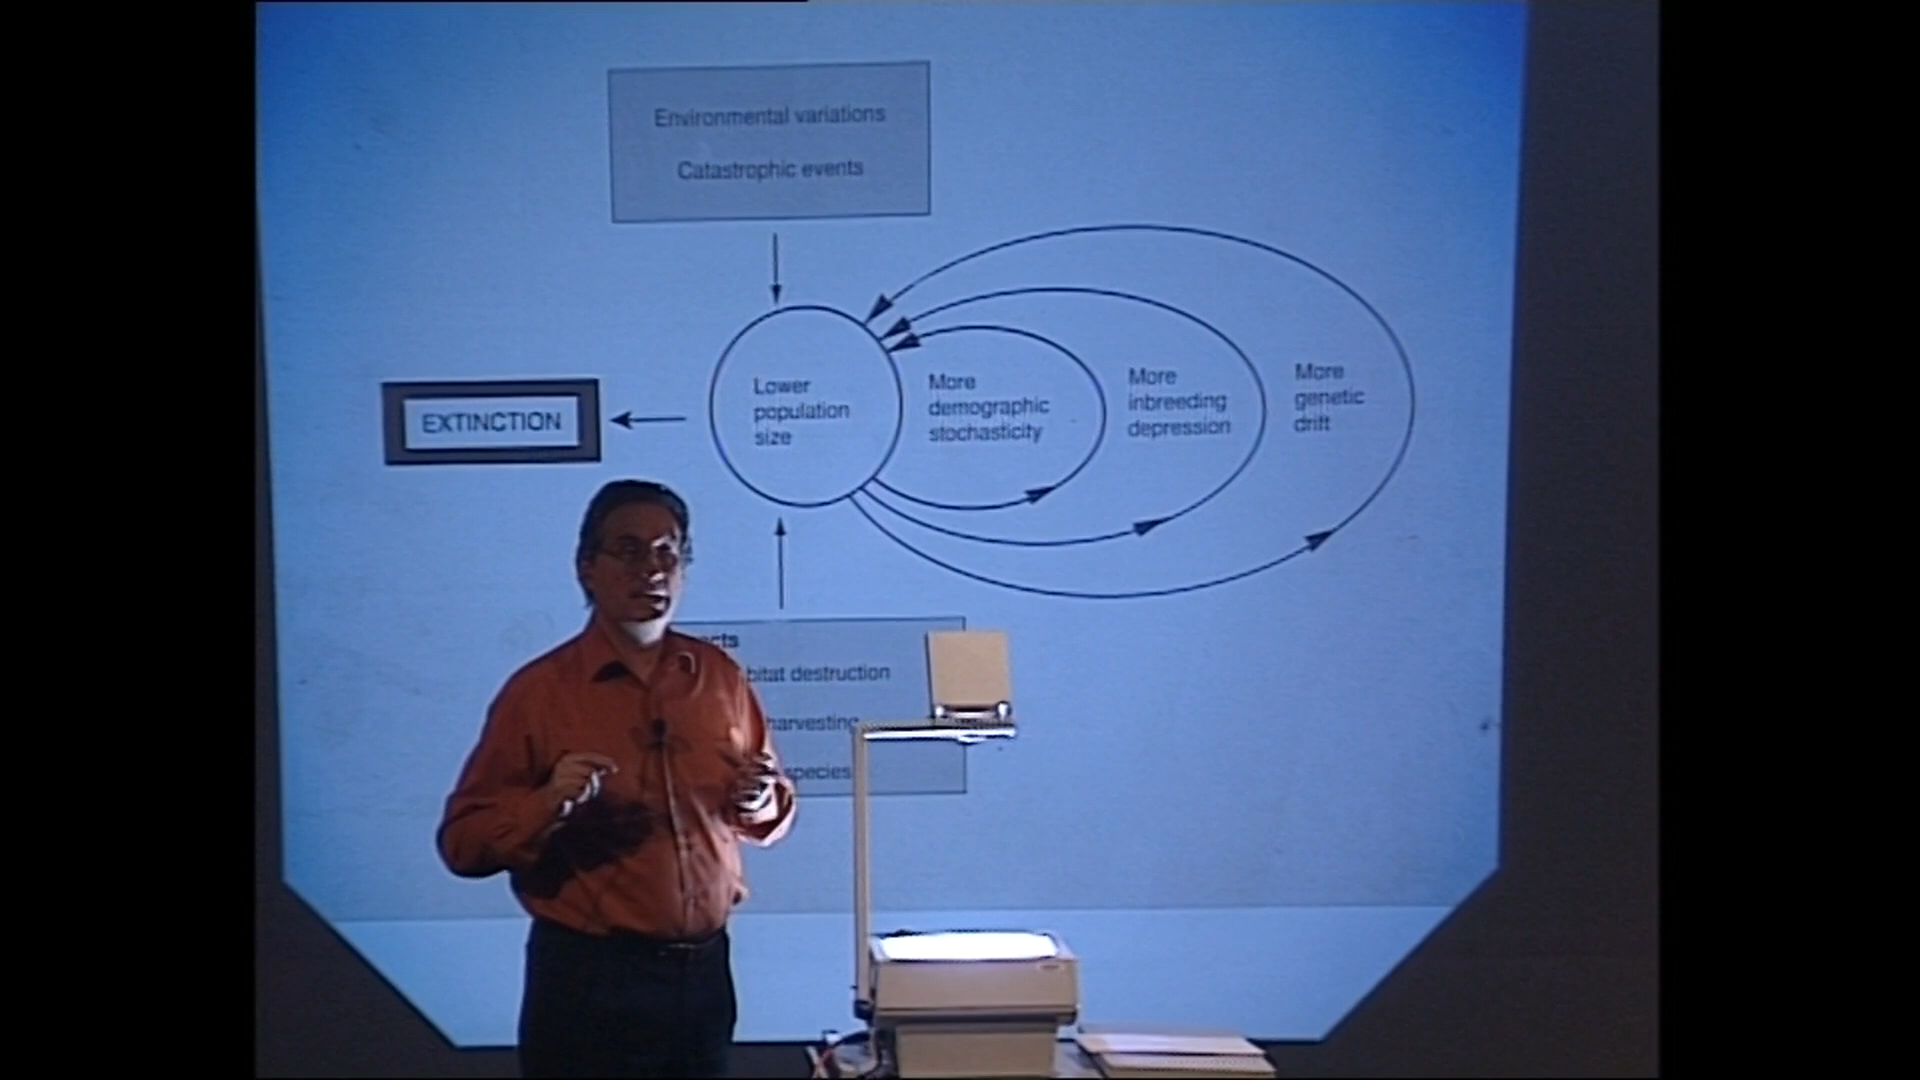 Environmental variations
Catastrophic events
EXTINCTION
Lower
population
size
More
demographic
stochasticity
More
inbreeding
depression
More
genetic
drift
destruction
harvesting
species